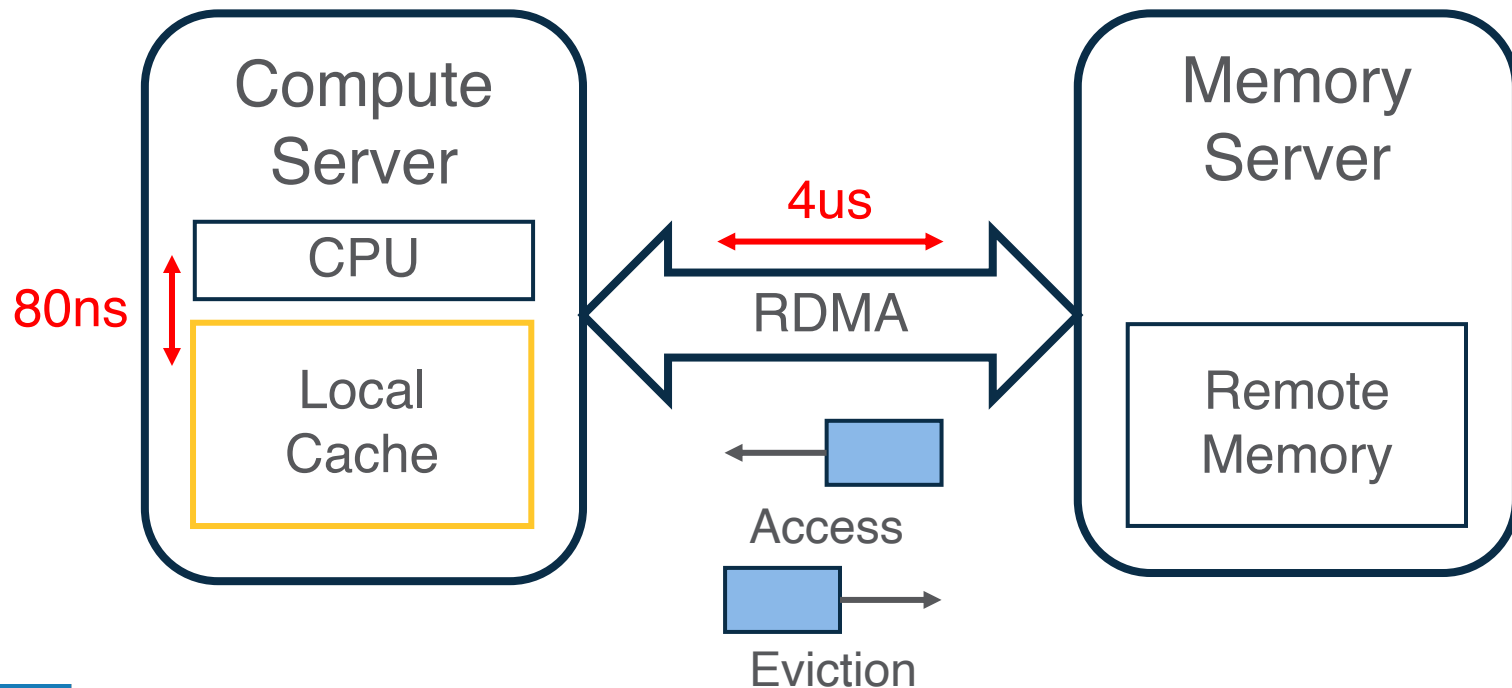 Compute
Server
CPU
80ns
Local
Cache
4us
RDMA
Access
Eviction
Memory
Server
Remote
Memory